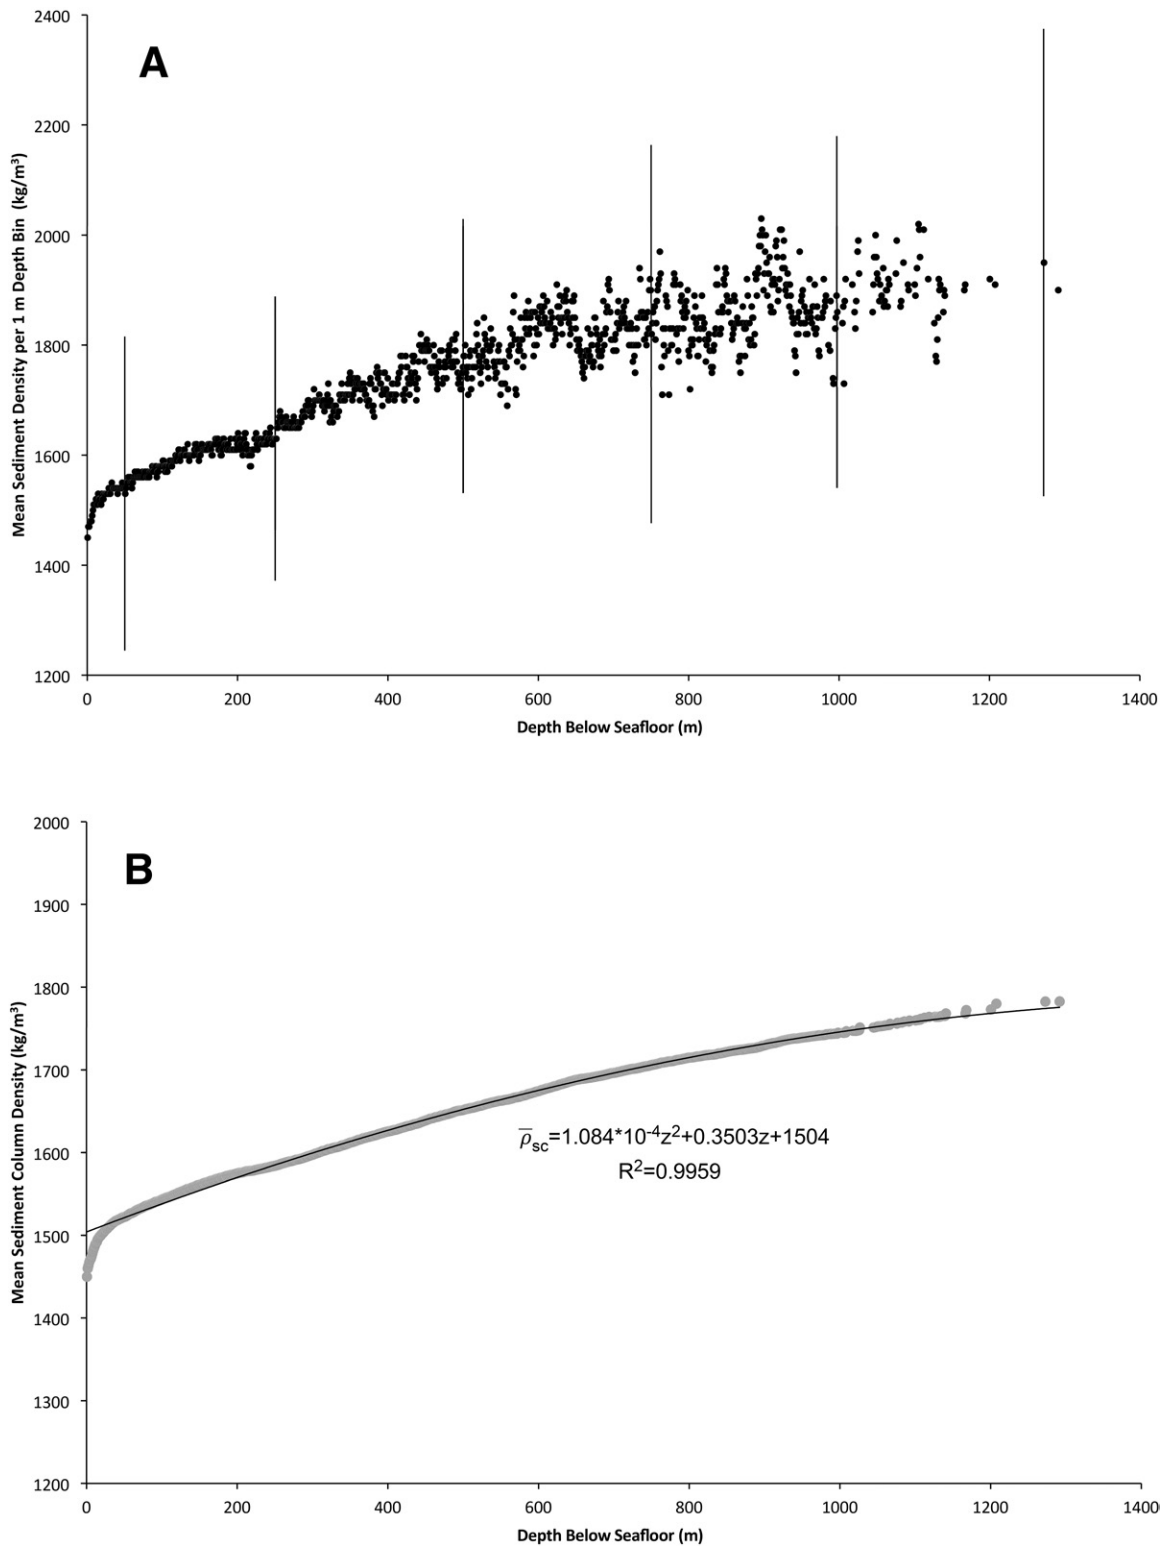 2400
A
2200
2000
1800
1600
1400
1200
Mean Sediment Density per 1 m Depth Bin (kg/m³)
0 200 400 600 800 1000 1200 1400
Depth Below Seafloor (m)
2000
B
1900
1800
1700
1600
1500
1400
1300
1200
Mean Sediment Column Density (kg/m³)
ρ̅sc=1.084*10⁻⁴z²+0.3503z+1504
R²=0.9959
0 200 400 600 800 1000 1200 1400
Depth Below Seafloor (m)